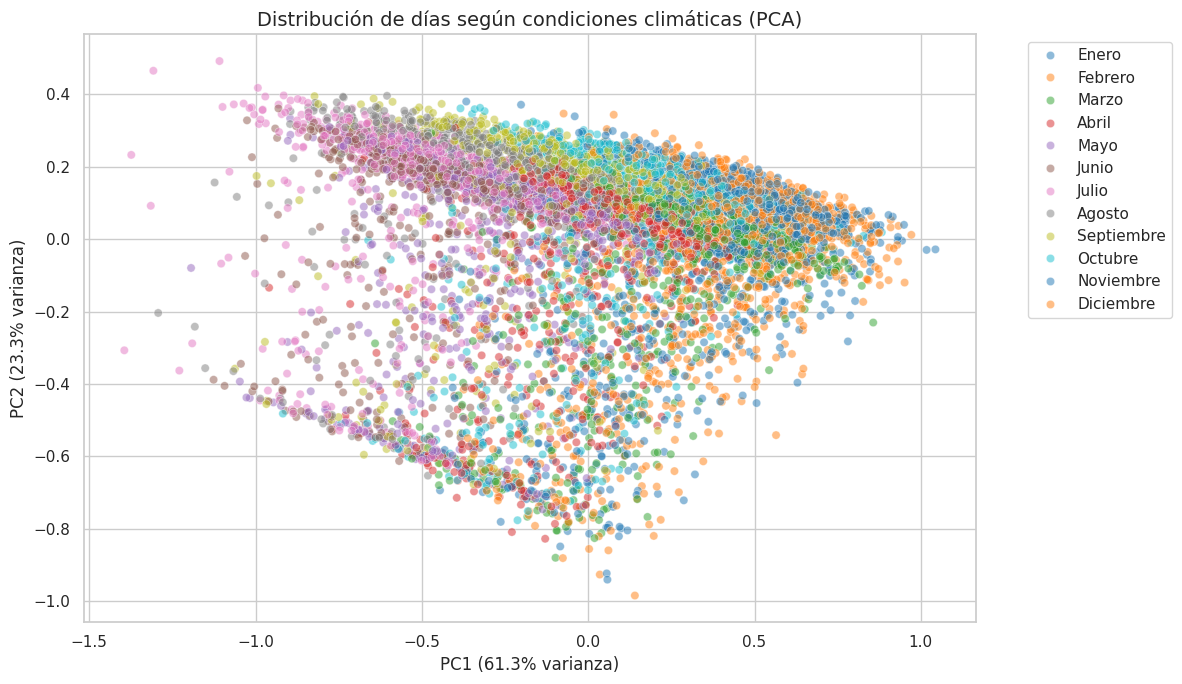 Distribución de días según condiciones climáticas (PCA)
Enero
Febrero
Marzo
Abril
Mayo
Junio
Julio
Agosto
Septiembre
Octubre
Noviembre
Diciembre
PC2 (23.3% varianza)
0.4
0.2
0.0
−0.2
−0.4
−0.6
−0.8
−1.0
−1.5
−1.0
−0.5
0.0
0.5
1.0
PC1 (61.3% varianza)